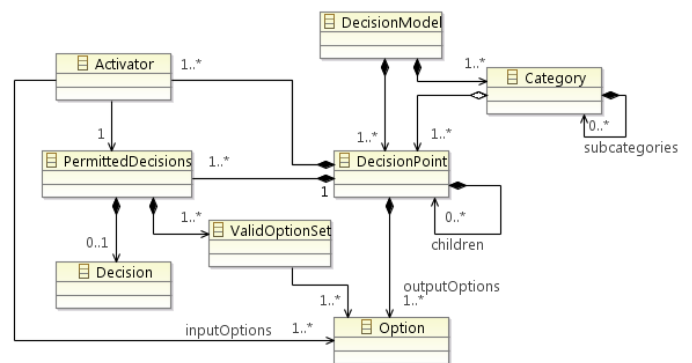 DecisionModel
Activator
1..*
1..*
Category
1..*
1..*
0..*
subcategories
1
PermittedDecisions
1..*
DecisionPoint
1
1..*
0..*
ValidOptionSet
children
0..1
Decision
outputOptions
1..*
1..*
inputOptions
1..*
Option